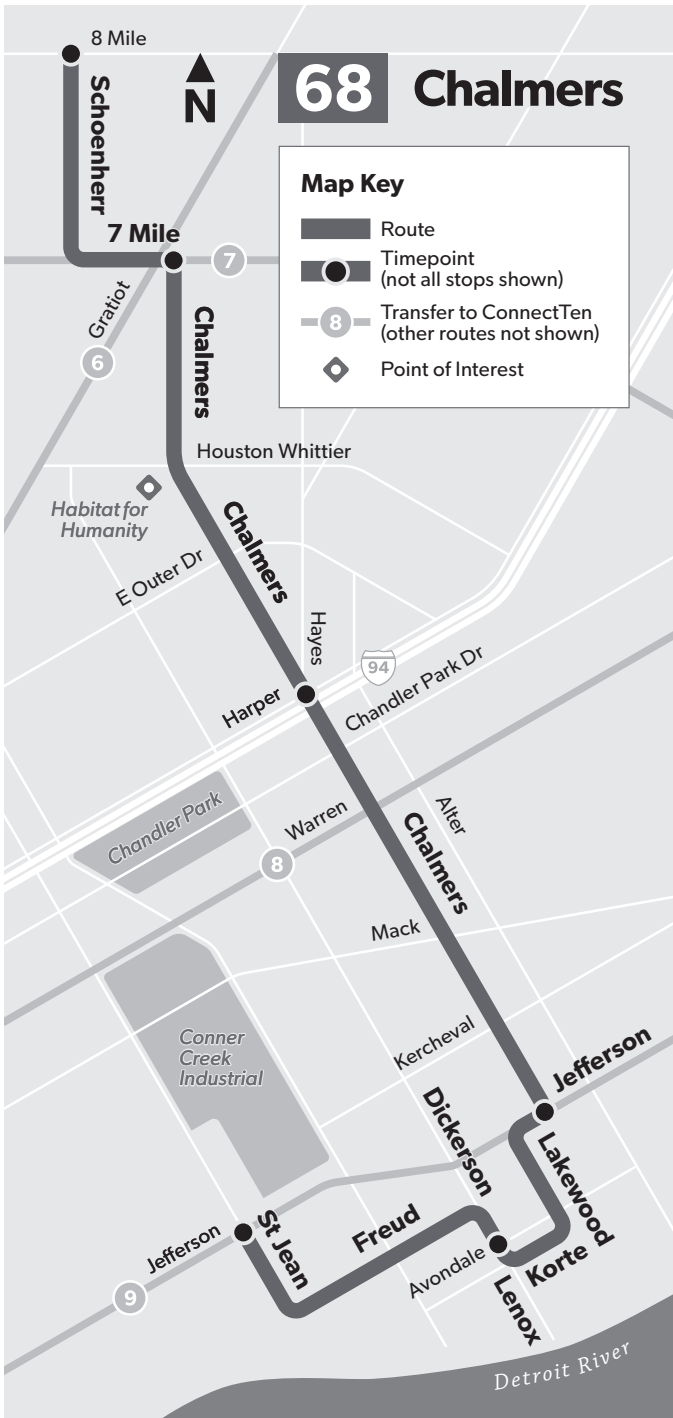 8 Mile
N
68 Chalmers
Schoenherr
Map Key
Route
Timepoint
(not all stops shown)
8
Transfer to ConnectTen
(other routes not shown)
Point of Interest
7 Mile
7
Gratiot
6
Chalmers
Houston Whittier
Habitat for
Humanity
Chalmers
E Outer Dr
Hayes
94
Harper
Chandler Park Dr
Chandler Park
Warren
Alter
8
Chalmers
Mack
Conner
Creek
Industrial
Kercheval
Jefferson
Dickerson
Lakewood
St Jean
Freud
Jefferson
Avondale
Korte
Lenox
9
Detroit River